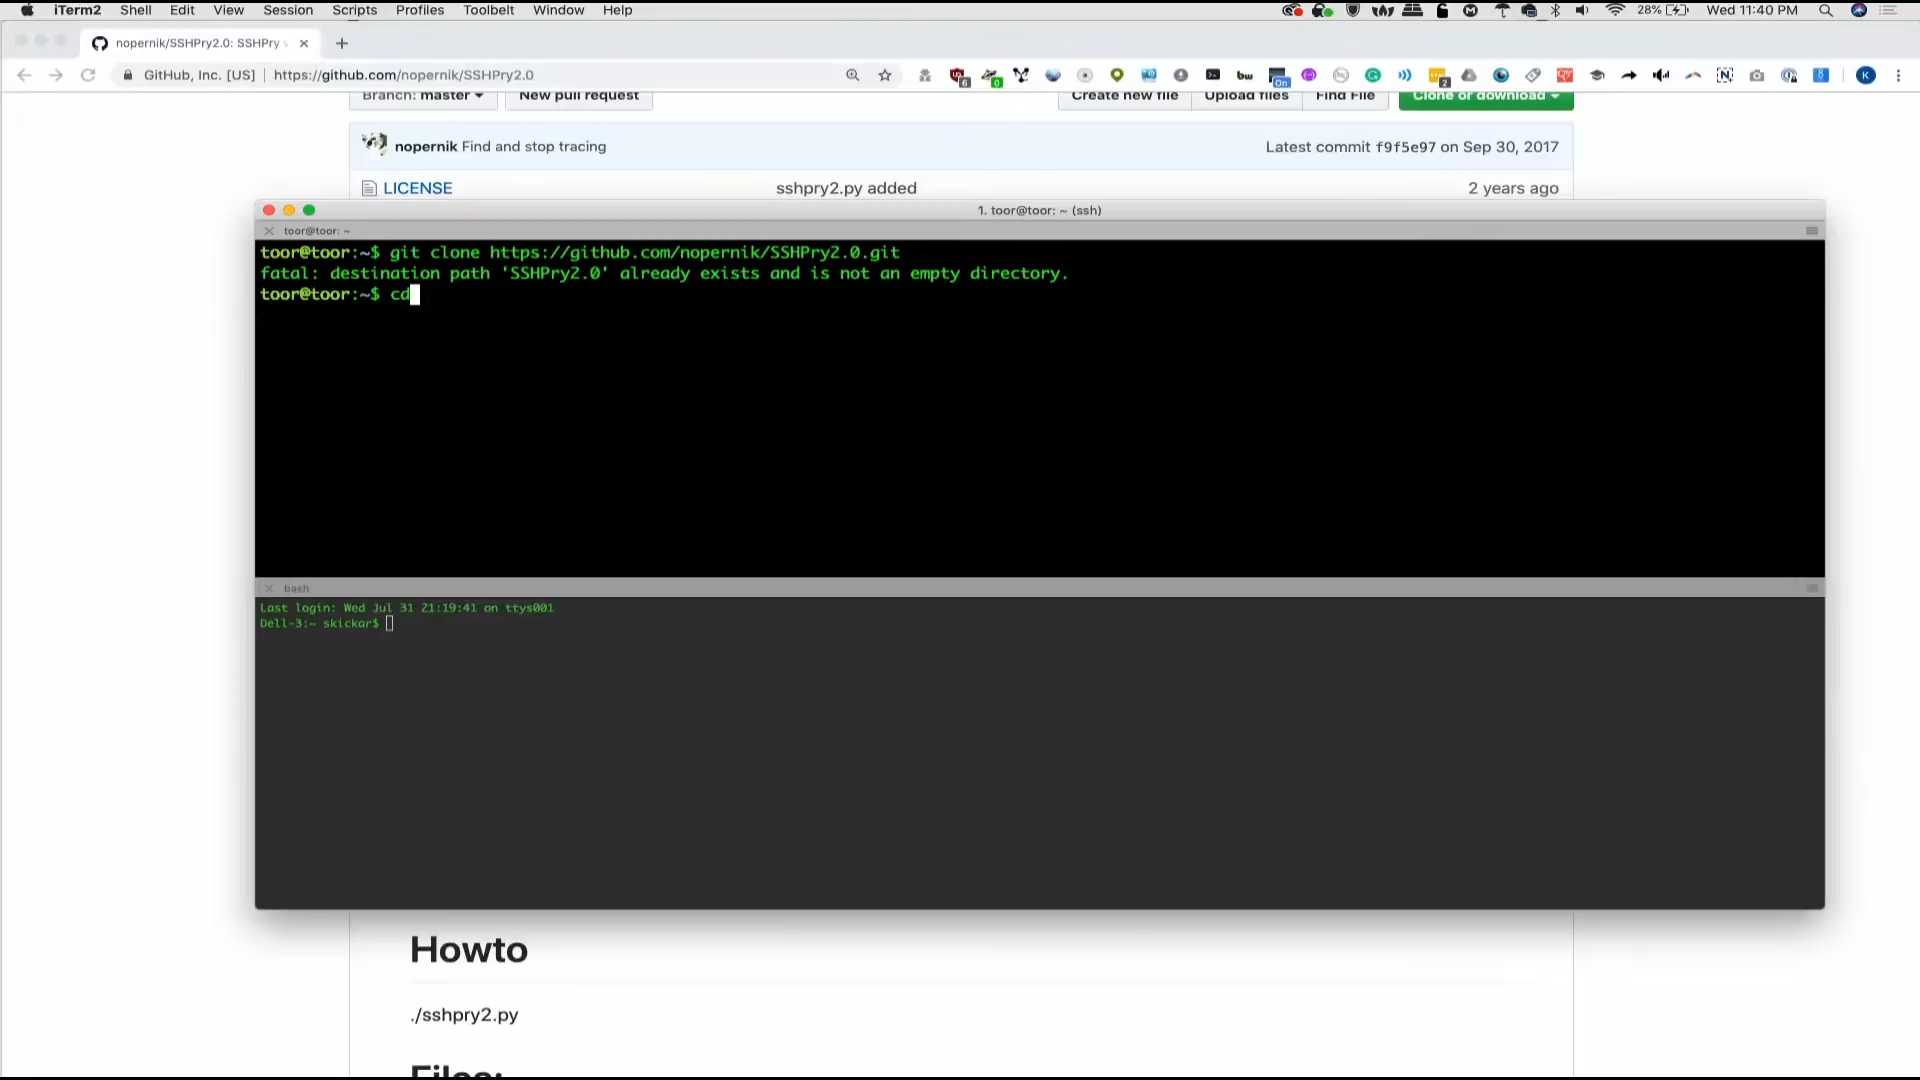 iTerm2 Shell Edit View Session Scripts Profiles Toolbelt Window Help 28% Wed 11:40 PM
nopernik/SSHPry2.0: SSHPry
GitHub, Inc. [US] https://github.com/nopernik/SSHPry2.0
Branch: master New pull request Create new file Upload files Find File Clone or download
nopernik Find and stop tracing Latest commit f9f5e97 on Sep 30, 2017
LICENSE sshpry2.py added 2 years ago
1. toor@toor: ~ (ssh)
toor@toor: ~
toor@toor:~$ git clone https://github.com/nopernik/SSHPry2.0.git
fatal: destination path 'SSHPry2.0' already exists and is not an empty directory.
toor@toor:~$ cd
bash
Last login: Wed Jul 31 21:19:41 on ttys001
Dell-3:~ skickar$
Howto
./sshpry2.py
Files: